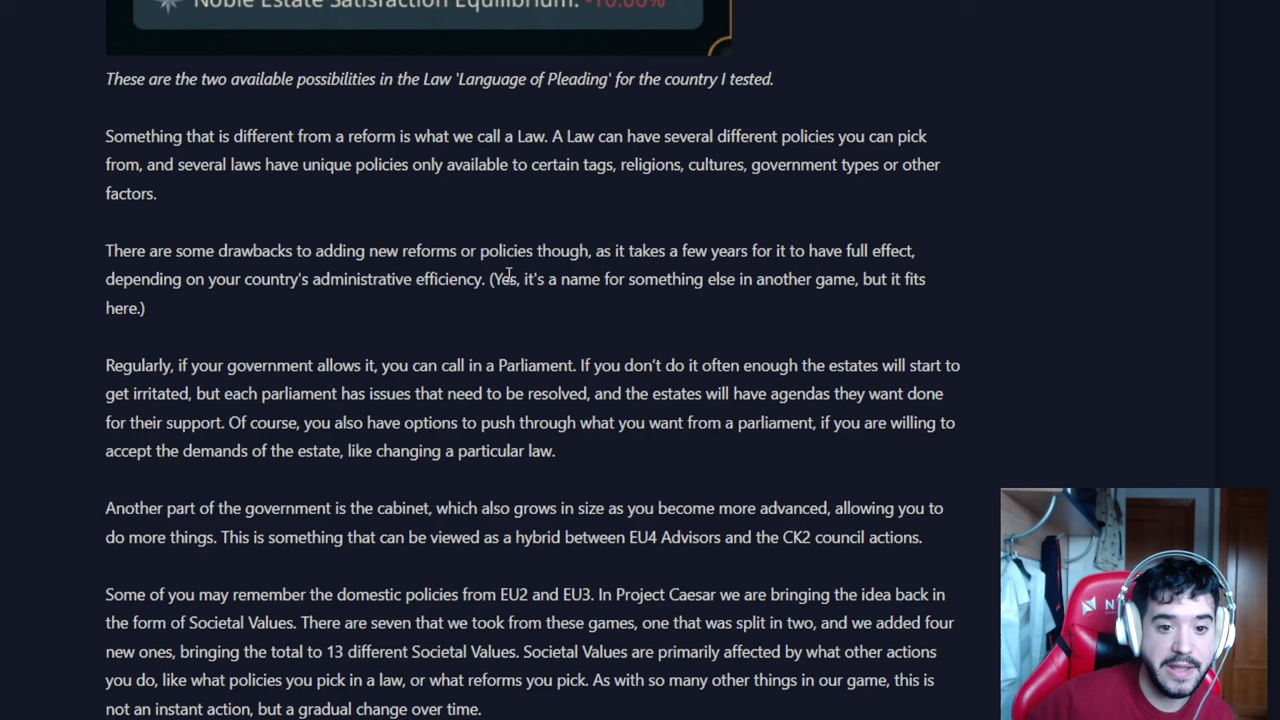 Noble Estate Satisfaction Equilibrium: -10.00%
These are the two available possibilities in the Law 'Language of Pleading' for the country I tested.
Something that is different from a reform is what we call a Law. A Law can have several different policies you can pick
from, and several laws have unique policies only available to certain tags, religions, cultures, government types or other
factors.
There are some drawbacks to adding new reforms or policies though, as it takes a few years for it to have full effect,
depending on your country's administrative efficiency. (Yes, it's a name for something else in another game, but it fits
here.)
Regularly, if your government allows it, you can call in a Parliament. If you don’t do it often enough the estates will start to
get irritated, but each parliament has issues that need to be resolved, and the estates will have agendas they want done
for their support. Of course, you also have options to push through what you want from a parliament, if you are willing to
accept the demands of the estate, like changing a particular law.
Another part of the government is the cabinet, which also grows in size as you become more advanced, allowing you to
do more things. This is something that can be viewed as a hybrid between EU4 Advisors and the CK2 council actions.
Some of you may remember the domestic policies from EU2 and EU3. In Project Caesar we are bringing the idea back in
the form of Societal Values. There are seven that we took from these games, one that was split in two, and we added four
new ones, bringing the total to 13 different Societal Values. Societal Values are primarily affected by what other actions
you do, like what policies you pick in a law, or what reforms you pick. As with so many other things in our game, this is
not an instant action, but a gradual change over time.